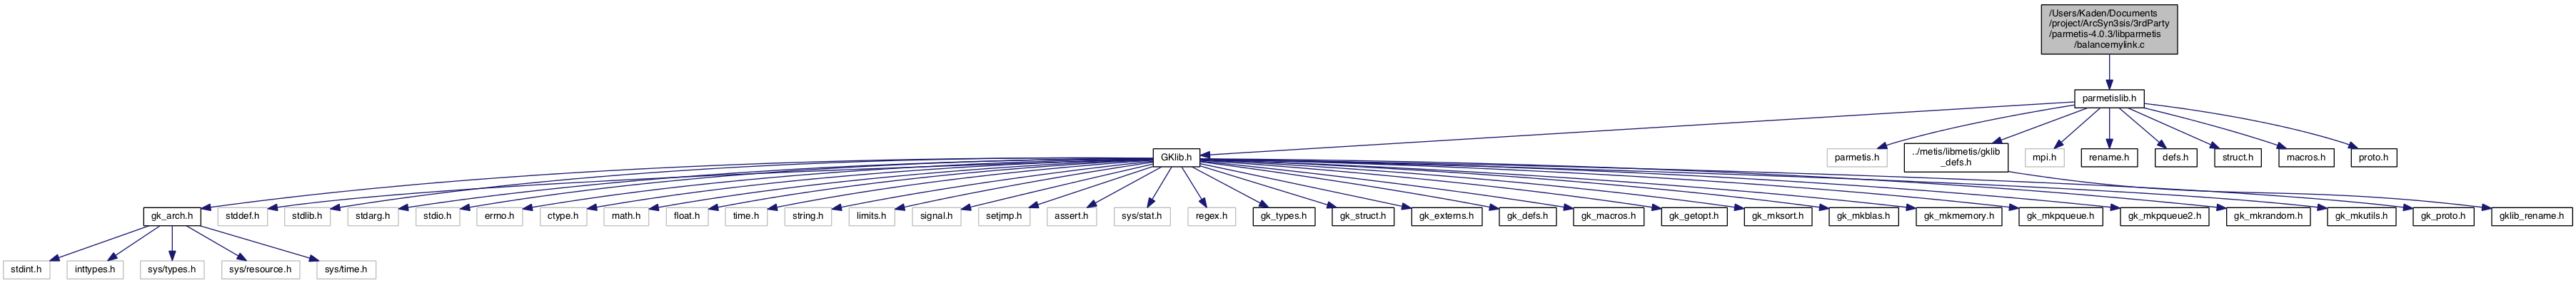 /Users/Kaden/Documents
/project/ArcSyn3sis/3rdParty
/parmetis-4.0.3/libparmetis
/balancemylink.c
parmetislib.h
GKlib.h
parmetis.h
../metis/libmetis/gklib
_defs.h
mpi.h
rename.h
defs.h
struct.h
macros.h
proto.h
gk_arch.h
stddef.h
stdlib.h
stdarg.h
stdio.h
errno.h
ctype.h
math.h
float.h
time.h
string.h
limits.h
signal.h
setjmp.h
assert.h
sys/stat.h
regex.h
gk_types.h
gk_struct.h
gk_externs.h
gk_defs.h
gk_macros.h
gk_getopt.h
gk_mksort.h
gk_mkblas.h
gk_mkmemory.h
gk_mkpqueue.h
gk_mkpqueue2.h
gk_mkrandom.h
gk_mkutils.h
gk_proto.h
gklib_rename.h
stdint.h
inttypes.h
sys/types.h
sys/resource.h
sys/time.h